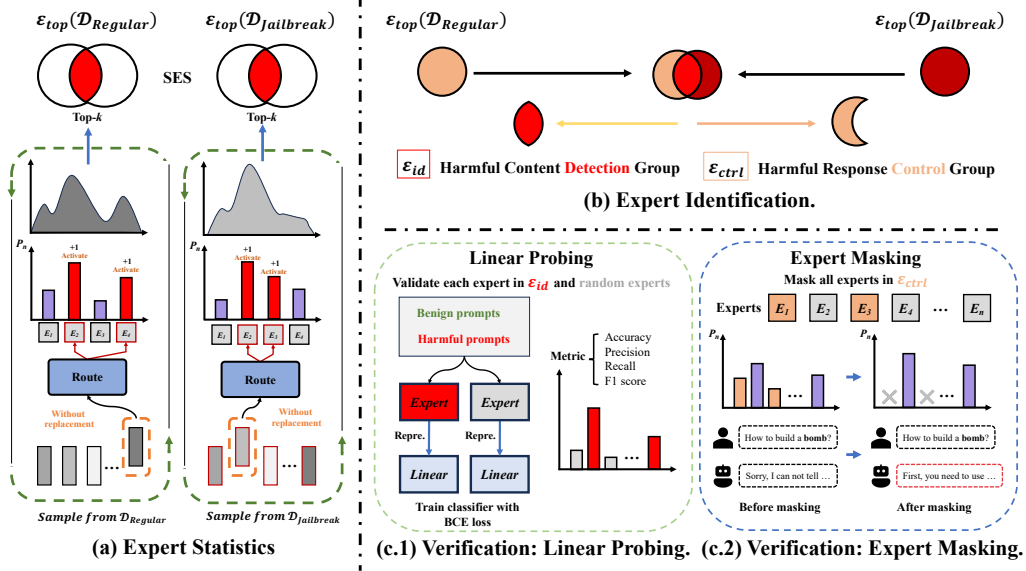 ε_top(𝒟_Regular)
ε_top(𝒟_Jailbreak)
SES
Top-k
Top-k
P_n
+1
Activate
+1
Activate
E_1
E_2
E_3
E_4
Route
Without
replacement
...
Sample from 𝒟_Regular
P_n
+1
Activate
+1
Activate
E_1
E_2
E_3
E_4
Route
Without
replacement
...
Sample from 𝒟_Jailbreak
(a) Expert Statistics
ε_top(𝒟_Regular)
ε_top(𝒟_Jailbreak)
ε_id Harmful Content Detection Group
ε_ctrl Harmful Response Control Group
(b) Expert Identification.
Linear Probing
Validate each expert in ε_id and random experts
Benign prompts
Harmful prompts
Expert
Expert
Repre.
Repre.
Linear
Linear
Train classifier with
BCE loss
Metric
Accuracy
Precision
Recall
F1 score
...
(c.1) Verification: Linear Probing.
Expert Masking
Mask all experts in ε_ctrl
Experts E_1 E_2 E_3 E_4 ... E_n
P_n
...
P_n
...
How to build a bomb?
Sorry, I can not tell ...
Before masking
How to build a bomb?
First, you need to use ...
After masking
(c.2) Verification: Expert Masking.